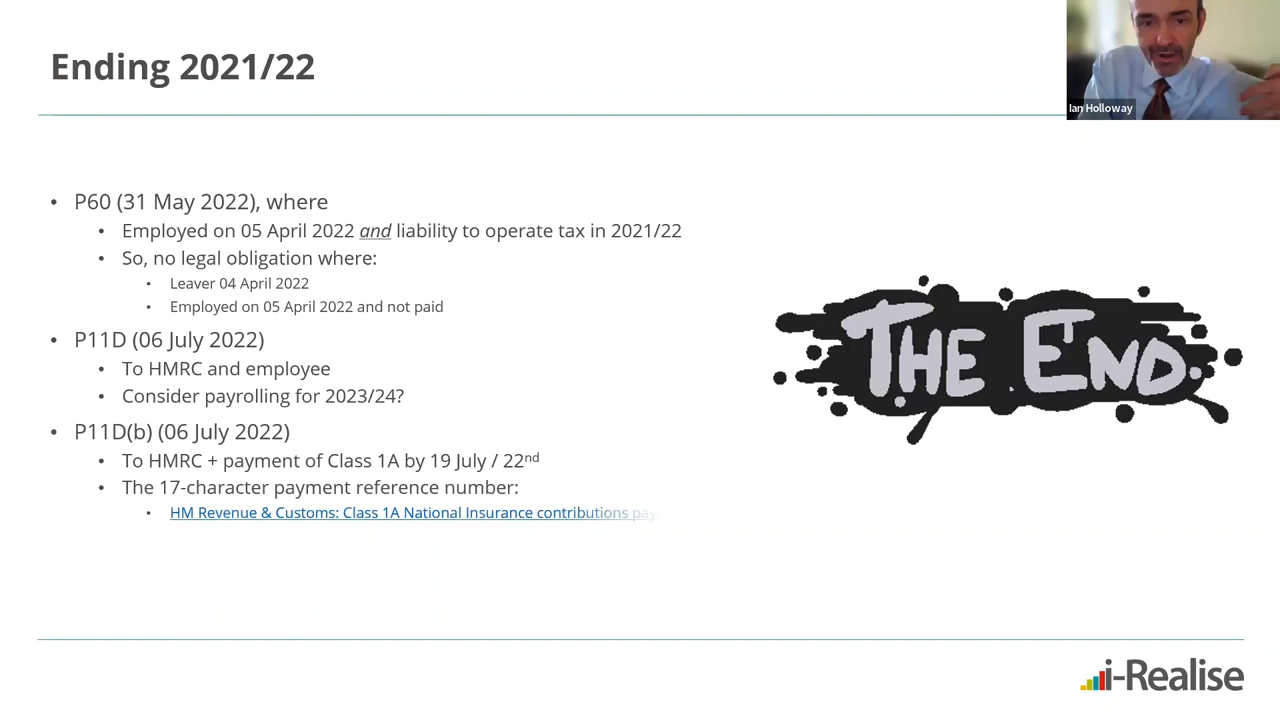 Ending 2021/22
Ian Holloway
• P60 (31 May 2022), where
• Employed on 05 April 2022 and liability to operate tax in 2021/22
• So, no legal obligation where:
• Leaver 04 April 2022
• Employed on 05 April 2022 and not paid
• P11D (06 July 2022)
• To HMRC and employee
• Consider payrolling for 2023/24?
• P11D(b) (06 July 2022)
• To HMRC + payment of Class 1A by 19 July / 22nd
• The 17-character payment reference number:
• HM Revenue & Customs: Class 1A National Insurance contributions
THE END
i-Realise